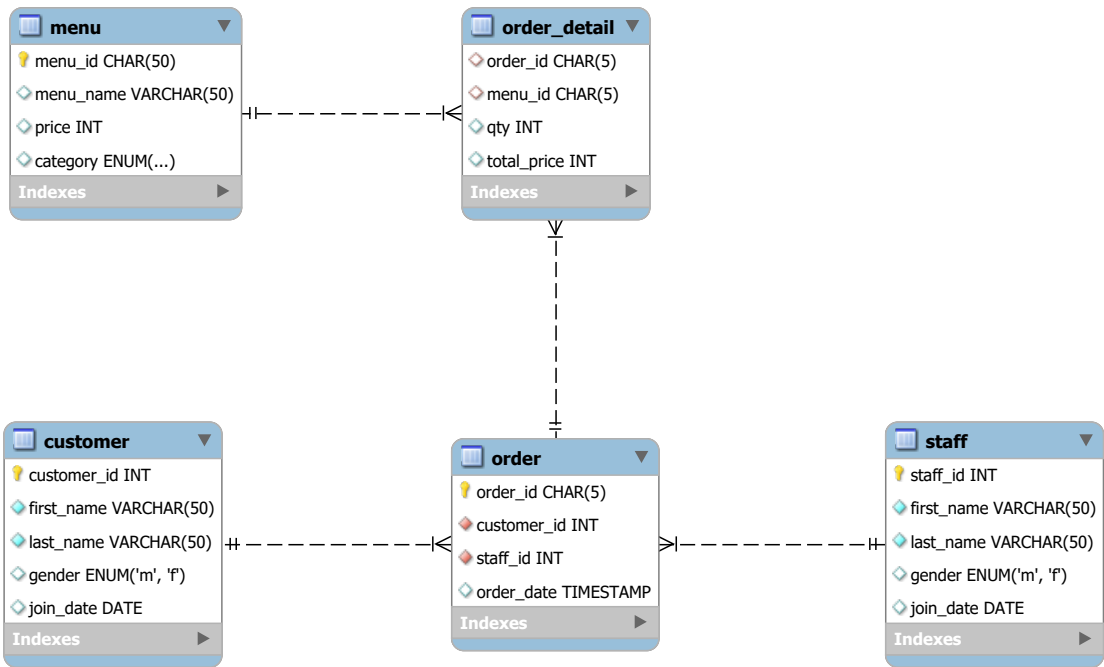 menu
menu_id CHAR(50)
menu_name VARCHAR(50)
price INT
category ENUM(...)
Indexes
order_detail
order_id CHAR(5)
menu_id CHAR(5)
qty INT
total_price INT
Indexes
customer
customer_id INT
first_name VARCHAR(50)
last_name VARCHAR(50)
gender ENUM('m', 'f')
join_date DATE
Indexes
order
order_id CHAR(5)
customer_id INT
staff_id INT
order_date TIMESTAMP
Indexes
staff
staff_id INT
first_name VARCHAR(50)
last_name VARCHAR(50)
gender ENUM('m', 'f')
join_date DATE
Indexes